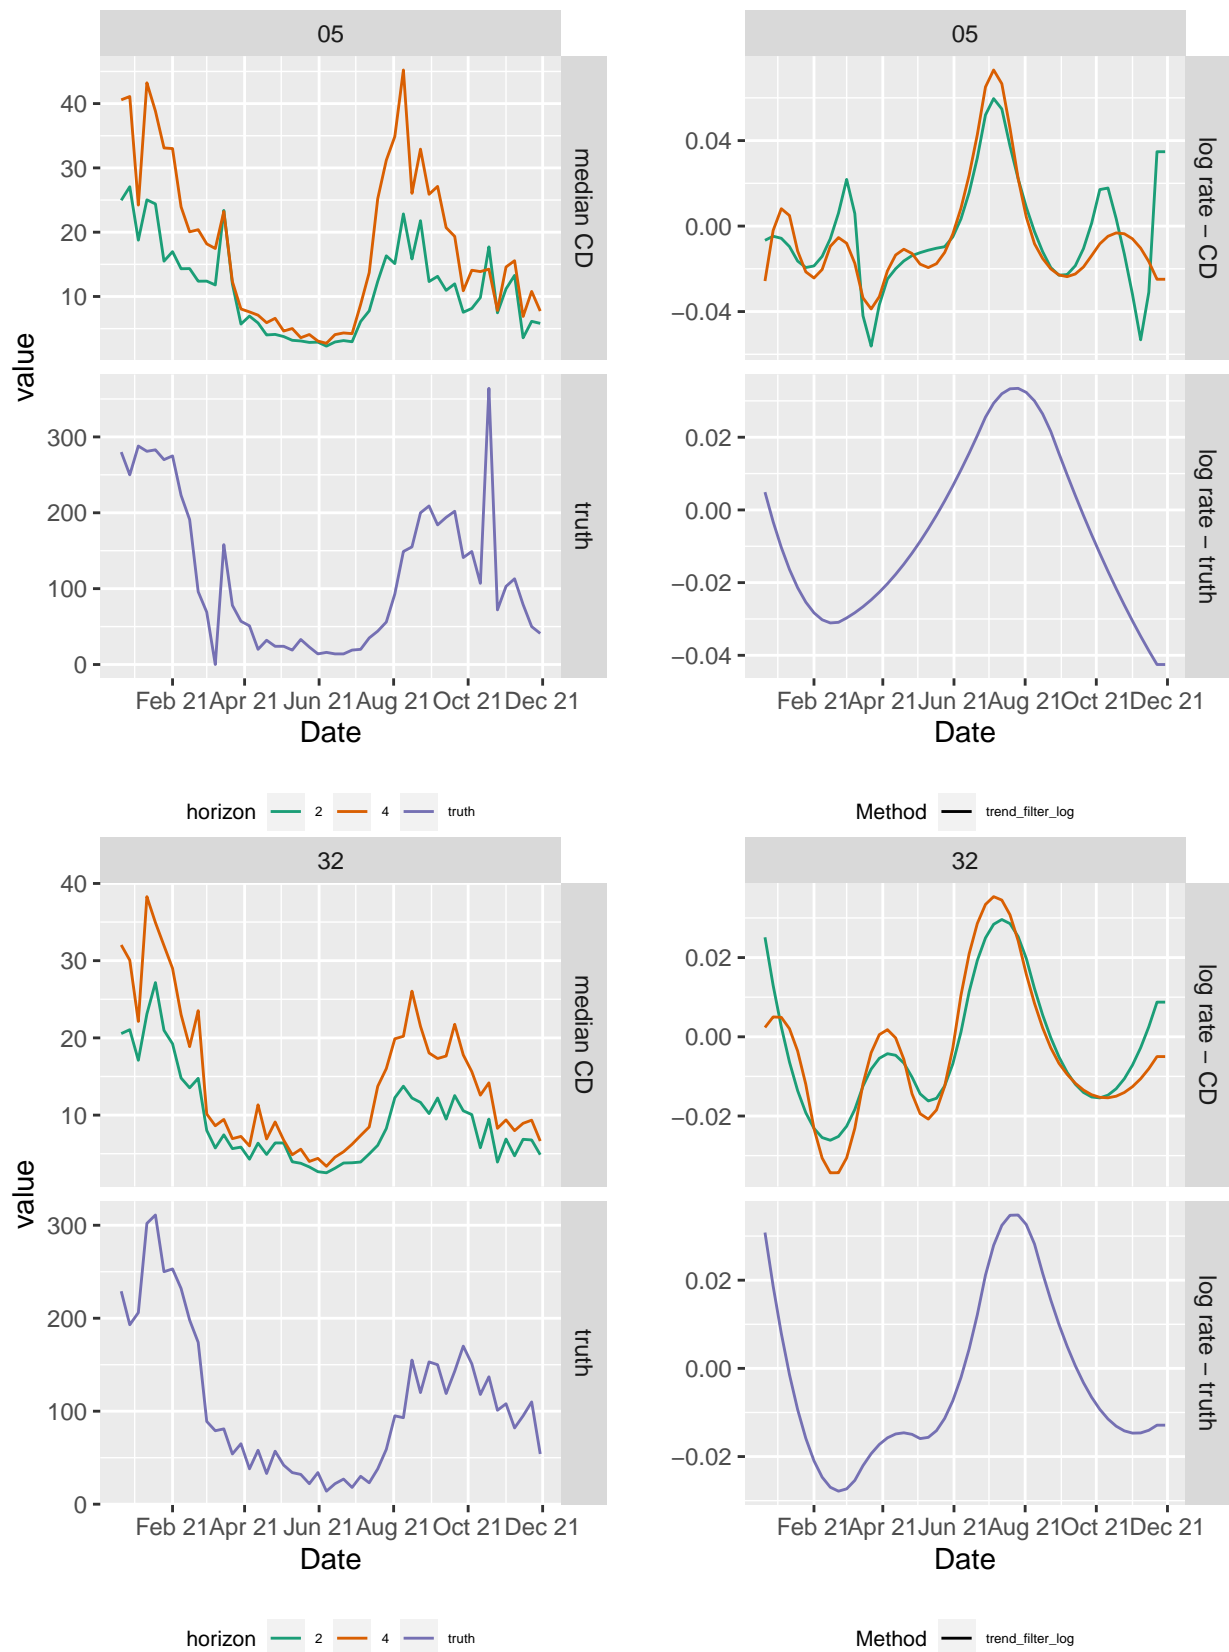 05
05
40
30
20
10
median CD
0.04
0.00
−0.04
log rate − CD
value
300
200
100
0
truth
0.02
0.00
−0.02
−0.04
log rate − truth
Feb 21 Apr 21 Jun 21 Aug 21 Oct 21 Dec 21
Feb 21 Apr 21 Jun 21 Aug 21 Oct 21 Dec 21
Date
Date
horizon 2 4 truth
Method trend_filter_log
32
32
40
30
20
10
median CD
0.02
0.00
−0.02
log rate − CD
value
300
200
100
0
truth
0.02
0.00
−0.02
log rate − truth
Feb 21 Apr 21 Jun 21 Aug 21 Oct 21 Dec 21
Feb 21 Apr 21 Jun 21 Aug 21 Oct 21 Dec 21
Date
Date
horizon 2 4 truth
Method trend_filter_log